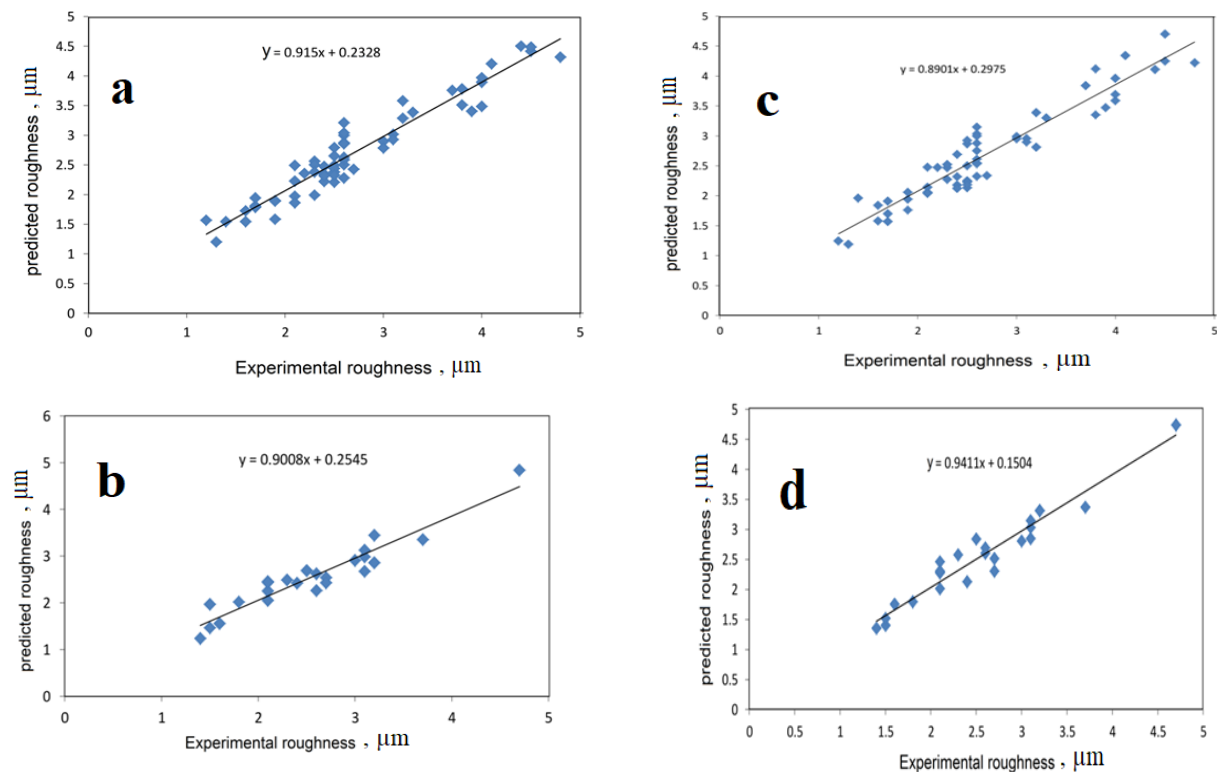 5
4.5
4
3.5
3
2.5
2
1.5
1
0.5
0
predicted roughness , µm
y = 0.915x + 0.2328
a
0 1 2 3 4 5
Experimental roughness , µm
5
4.5
4
3.5
3
2.5
2
1.5
1
0.5
0
predicted roughness , µm
y = 0.8901x + 0.2975
c
0 1 2 3 4 5
Experimental roughness , µm
6
5
4
3
2
1
0
predicted roughness , µm
y = 0.9008x + 0.2545
b
0 1 2 3 4 5
Experimental roughness , µm
5
4.5
4
3.5
3
2.5
2
1.5
1
0.5
0
predicted roughness , µm
y = 0.9411x + 0.1504
d
0 0.5 1 1.5 2 2.5 3 3.5 4 4.5 5
Experimental roughness , µm